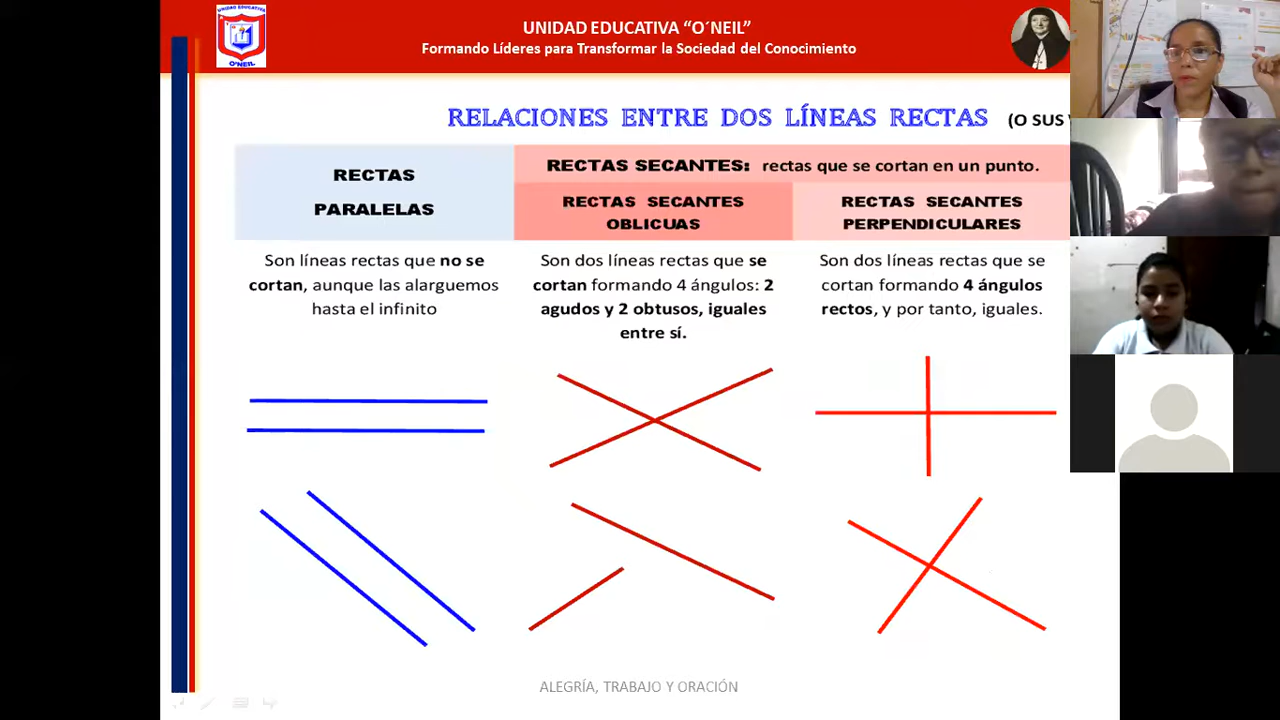 UNIDAD EDUCATIVA
O´NEIL
UNIDAD EDUCATIVA “O´NEIL”
Formando Líderes para Transformar la Sociedad del Conocimiento
RELACIONES ENTRE DOS LÍNEAS RECTAS (O SUS
RECTAS
PARALELAS
RECTAS SECANTES: rectas que se cortan en un punto.
RECTAS SECANTES
OBLICUAS
RECTAS SECANTES
PERPENDICULARES
Son líneas rectas que no se
cortan, aunque las alarguemos
hasta el infinito
Son dos líneas rectas que se
cortan formando 4 ángulos: 2
agudos y 2 obtusos, iguales
entre sí.
Son dos líneas rectas que se
cortan formando 4 ángulos
rectos, y por tanto, iguales.
ALEGRÍA, TRABAJO Y ORACIÓN